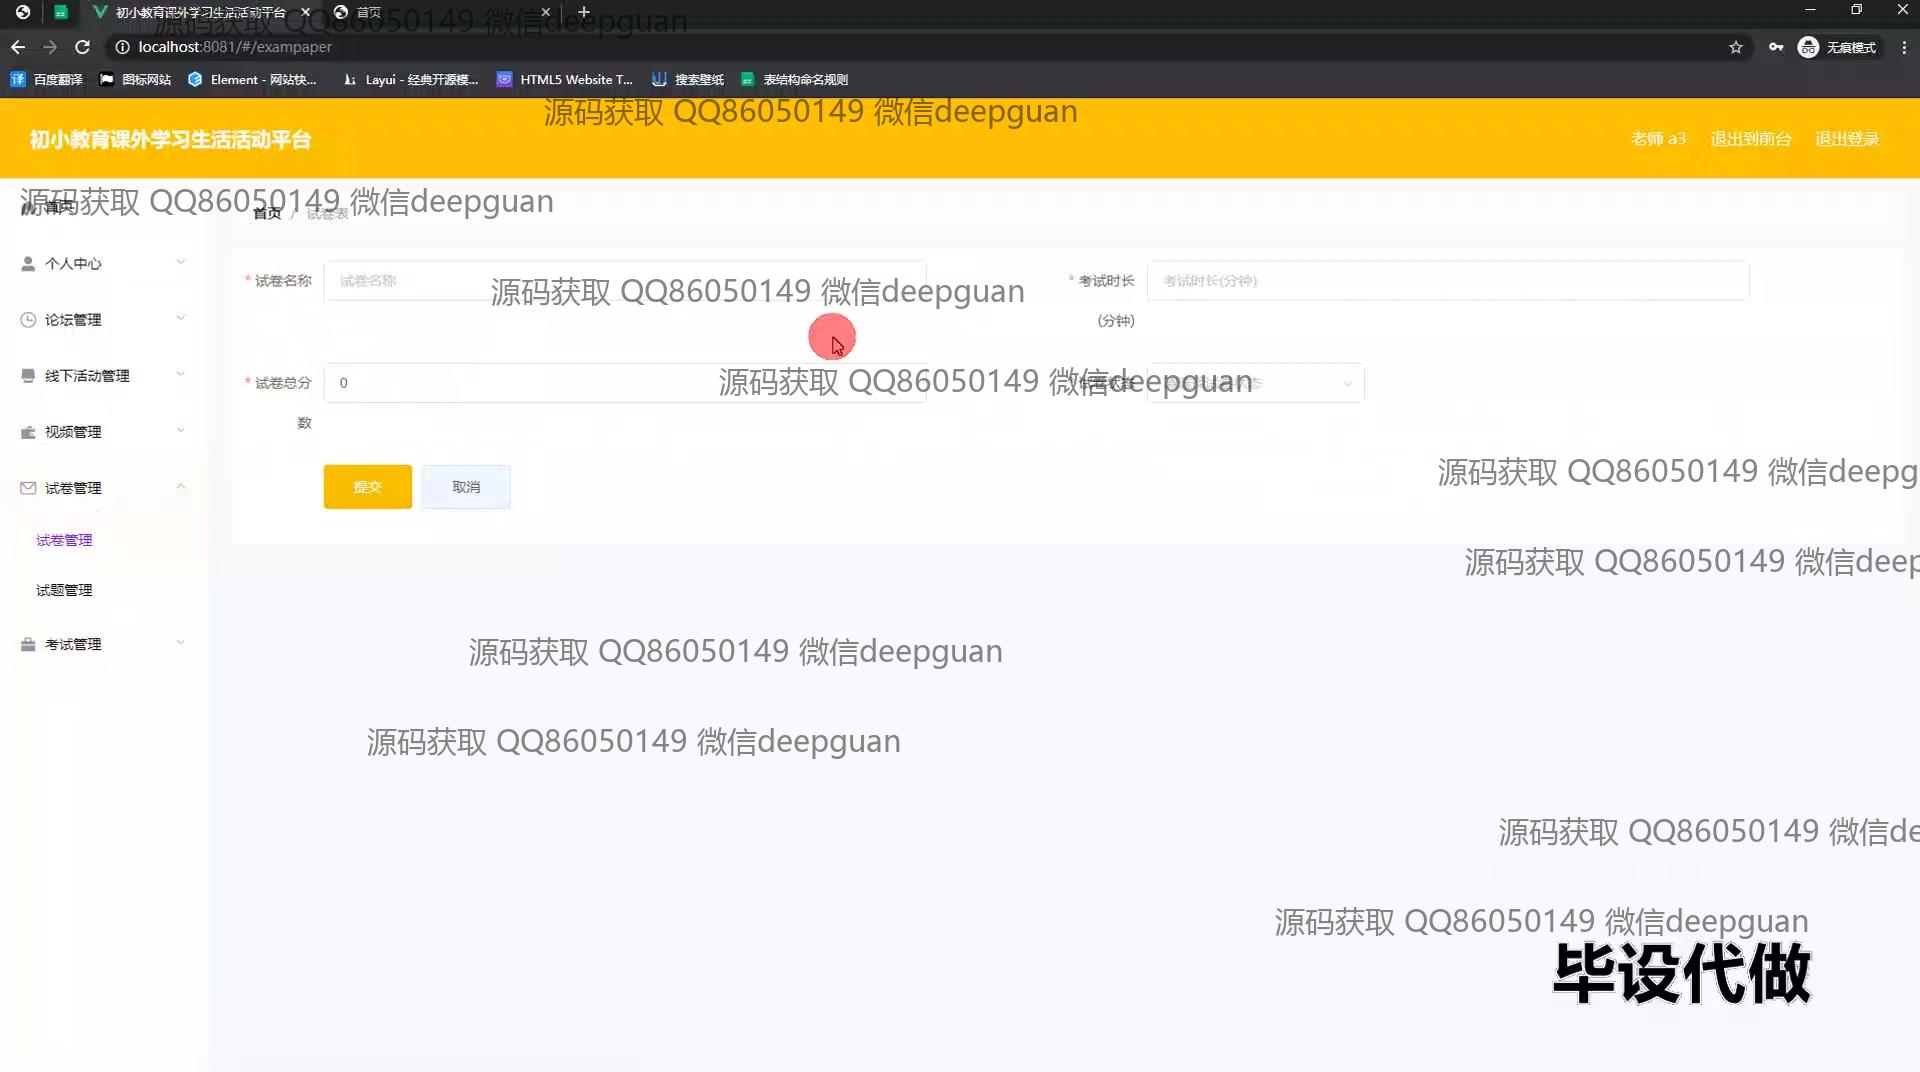 初小教育课外学习生活活动平台
首页
源码获取 QQ86050149 微信deepguan
localhost:8081/#/exampaper
无痕模式
百度翻译
图标网站
Element - 网站快...
Layui - 经典开源模...
HTML5 Website T...
搜索壁纸
表结构命名规则
源码获取 QQ86050149 微信deepguan
初小教育课外学习生活活动平台
老师 a3
退出到前台
退出登录
源码获取 QQ86050149 微信deepguan
首页
首页 / 试卷表
个人中心
* 试卷名称
试卷名称
* 考试时长
(分钟)
考试时长(分钟)
源码获取 QQ86050149 微信deepguan
论坛管理
线下活动管理
* 试卷总分
数
0
试卷状态
源码获取 QQ86050149 微信deepguan
视频管理
试卷管理
提交
取消
源码获取 QQ86050149 微信deepg
试卷管理
源码获取 QQ86050149 微信deep
试题管理
考试管理
源码获取 QQ86050149 微信deepguan
源码获取 QQ86050149 微信deepguan
源码获取 QQ86050149 微信de
源码获取 QQ86050149 微信deepguan
毕设代做